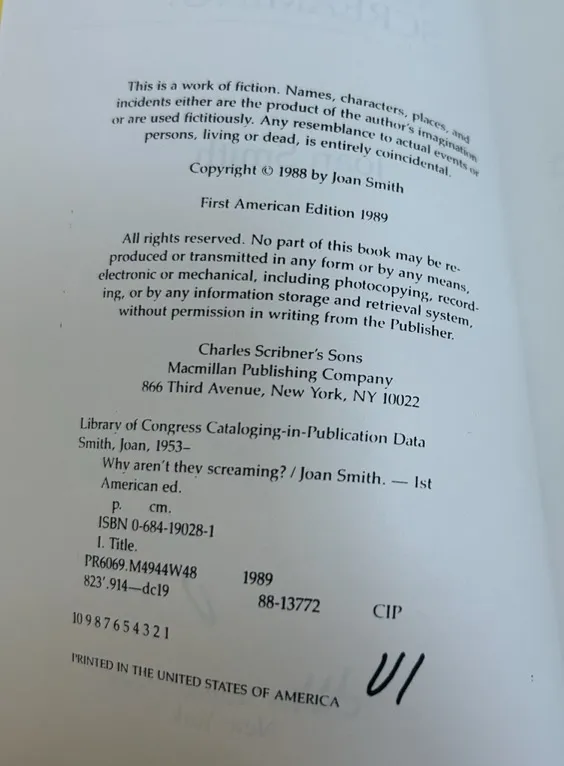 This is a work of fiction. Names, characters, places, and
incidents either are the product of the author's imagination
or are used fictitiously. Any resemblance to actual events or
persons, living or dead, is entirely coincidental.
Copyright © 1988 by Joan Smith
First American Edition 1989
All rights reserved. No part of this book may be re-
produced or transmitted in any form or by any means,
electronic or mechanical, including photocopying, record-
ing, or by any information storage and retrieval system,
without permission in writing from the Publisher.
Charles Scribner's Sons
Macmillan Publishing Company
866 Third Avenue, New York, NY 10022
Library of Congress Cataloging-in-Publication Data
Smith, Joan, 1953–
Why aren't they screaming? / Joan Smith. — 1st
American ed.
p. cm.
ISBN 0-684-19028-1
I. Title.
PR6069.M4944W48 1989
823'.914—dc19 88-13772 CIP
10 9 8 7 6 5 4 3 2 1
PRINTED IN THE UNITED STATES OF AMERICA